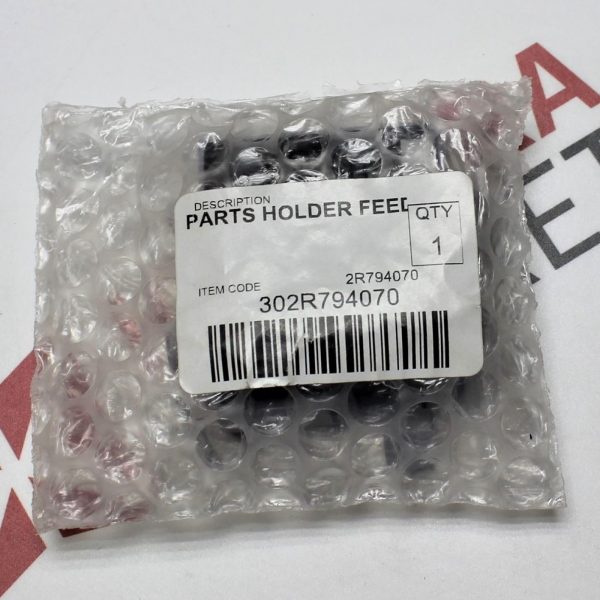 DESCRIPTION
PARTS HOLDER FEED
QTY
1
ITEM CODE
2R794070
302R794070